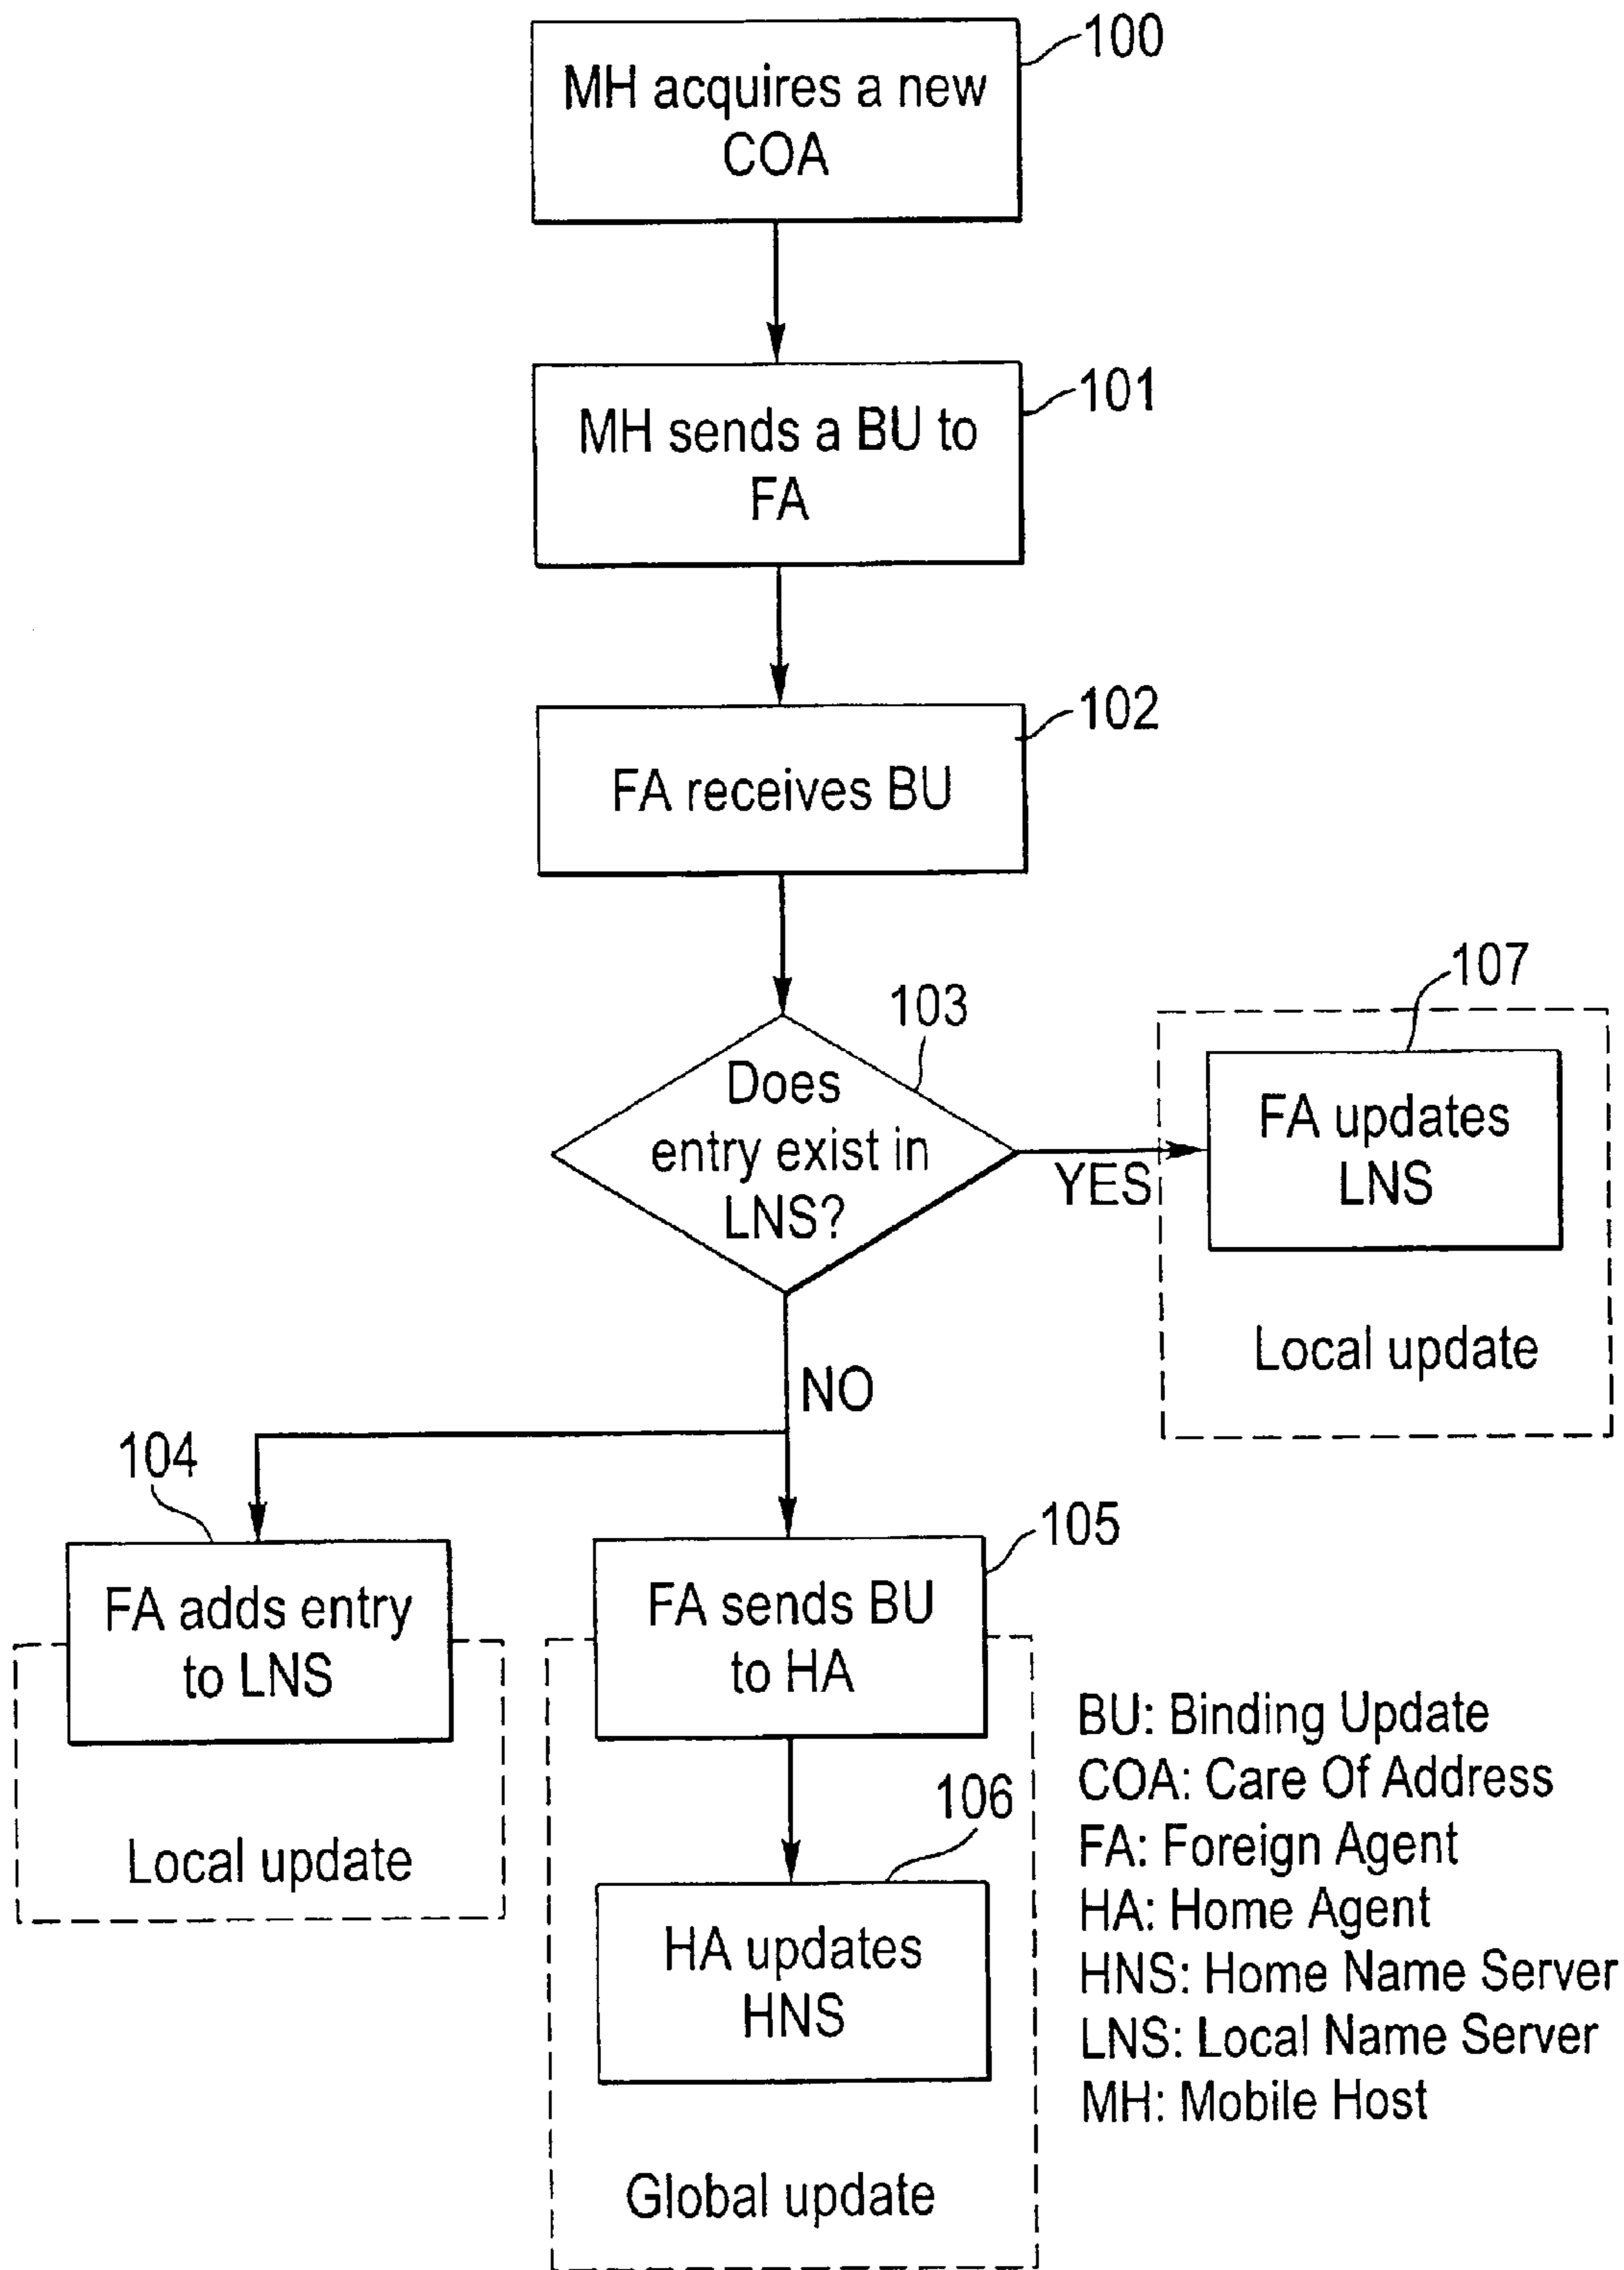 100
MH acquires a new
COA
101
MH sends a BU to
FA
102
FA receives BU
103
Does
entry exist in
LNS?
YES
107
FA updates
LNS
Local update
NO
104
FA adds entry
to LNS
Local update
105
FA sends BU
to HA
106
HA updates
HNS
Global update
BU: Binding Update
COA: Care Of Address
FA: Foreign Agent
HA: Home Agent
HNS: Home Name Server
LNS: Local Name Server
MH: Mobile Host